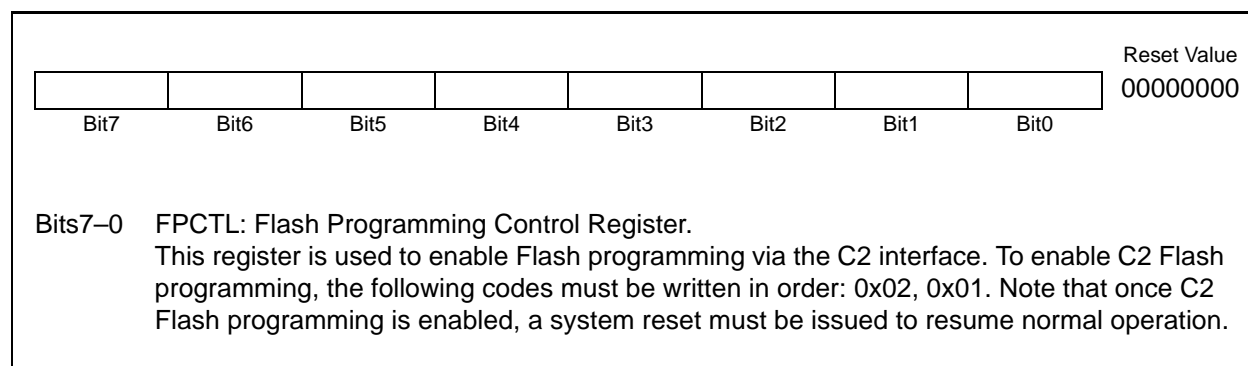 Reset Value
00000000
Bit7 Bit6 Bit5 Bit4 Bit3 Bit2 Bit1 Bit0
Bits7–0 FPCTL: Flash Programming Control Register.
This register is used to enable Flash programming via the C2 interface. To enable C2 Flash
programming, the following codes must be written in order: 0x02, 0x01. Note that once C2
Flash programming is enabled, a system reset must be issued to resume normal operation.